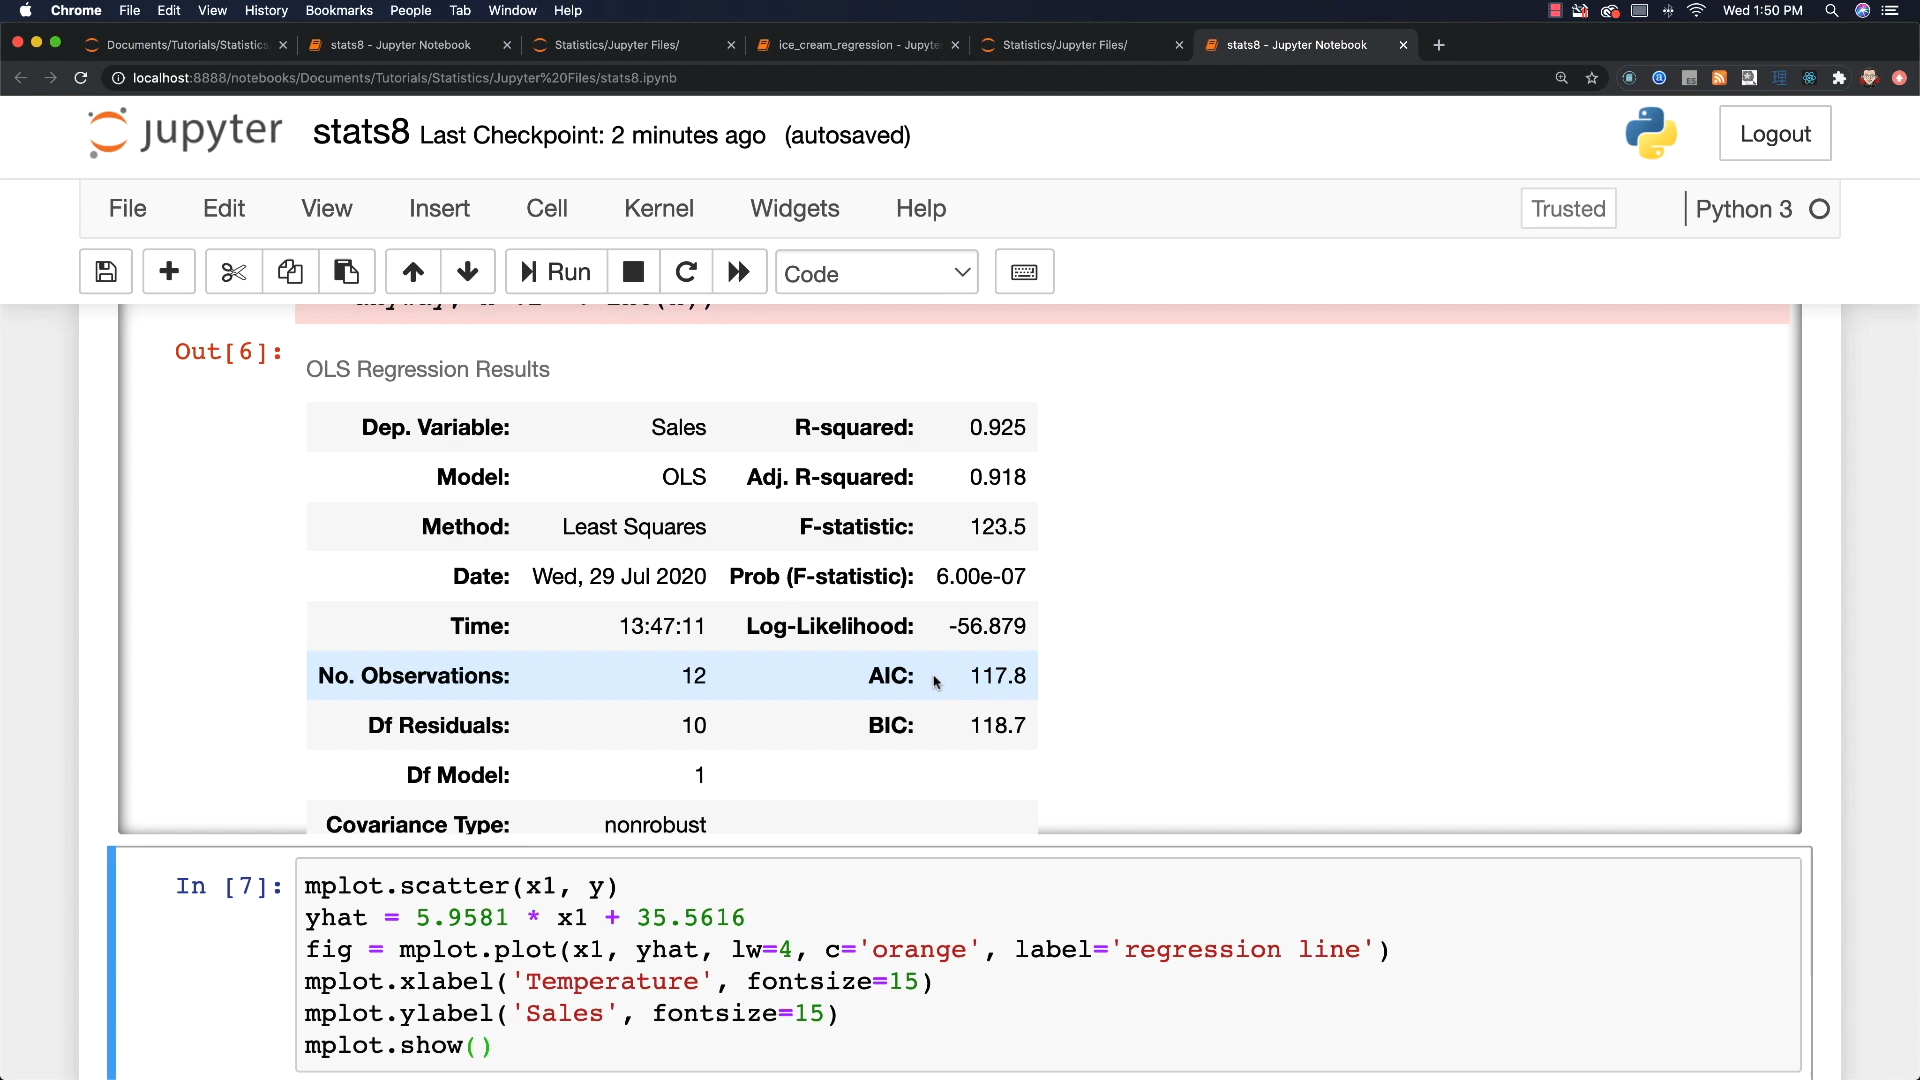 Chrome File Edit View History Bookmarks People Tab Window Help Wed 1:50 PM
Documents/Tutorials/Statistics stats8 - Jupyter Notebook Statistics/Jupyter Files/ ice_cream_regression - Jupyte Statistics/Jupyter Files/ stats8 - Jupyter Notebook
localhost:8888/notebooks/Documents/Tutorials/Statistics/Jupyter%20Files/stats8.ipynb
jupyter stats8 Last Checkpoint: 2 minutes ago (autosaved) Logout
File Edit View Insert Cell Kernel Widgets Help Trusted Python 3
Run Code
Out[6]:
OLS Regression Results
Dep. Variable: Sales R-squared: 0.925
Model: OLS Adj. R-squared: 0.918
Method: Least Squares F-statistic: 123.5
Date: Wed, 29 Jul 2020 Prob (F-statistic): 6.00e-07
Time: 13:47:11 Log-Likelihood: -56.879
No. Observations: 12 AIC: 117.8
Df Residuals: 10 BIC: 118.7
Df Model: 1
Covariance Type: nonrobust
In [7]: mplot.scatter(x1, y)
yhat = 5.9581 * x1 + 35.5616
fig = mplot.plot(x1, yhat, lw=4, c='orange', label='regression line')
mplot.xlabel('Temperature', fontsize=15)
mplot.ylabel('Sales', fontsize=15)
mplot.show()